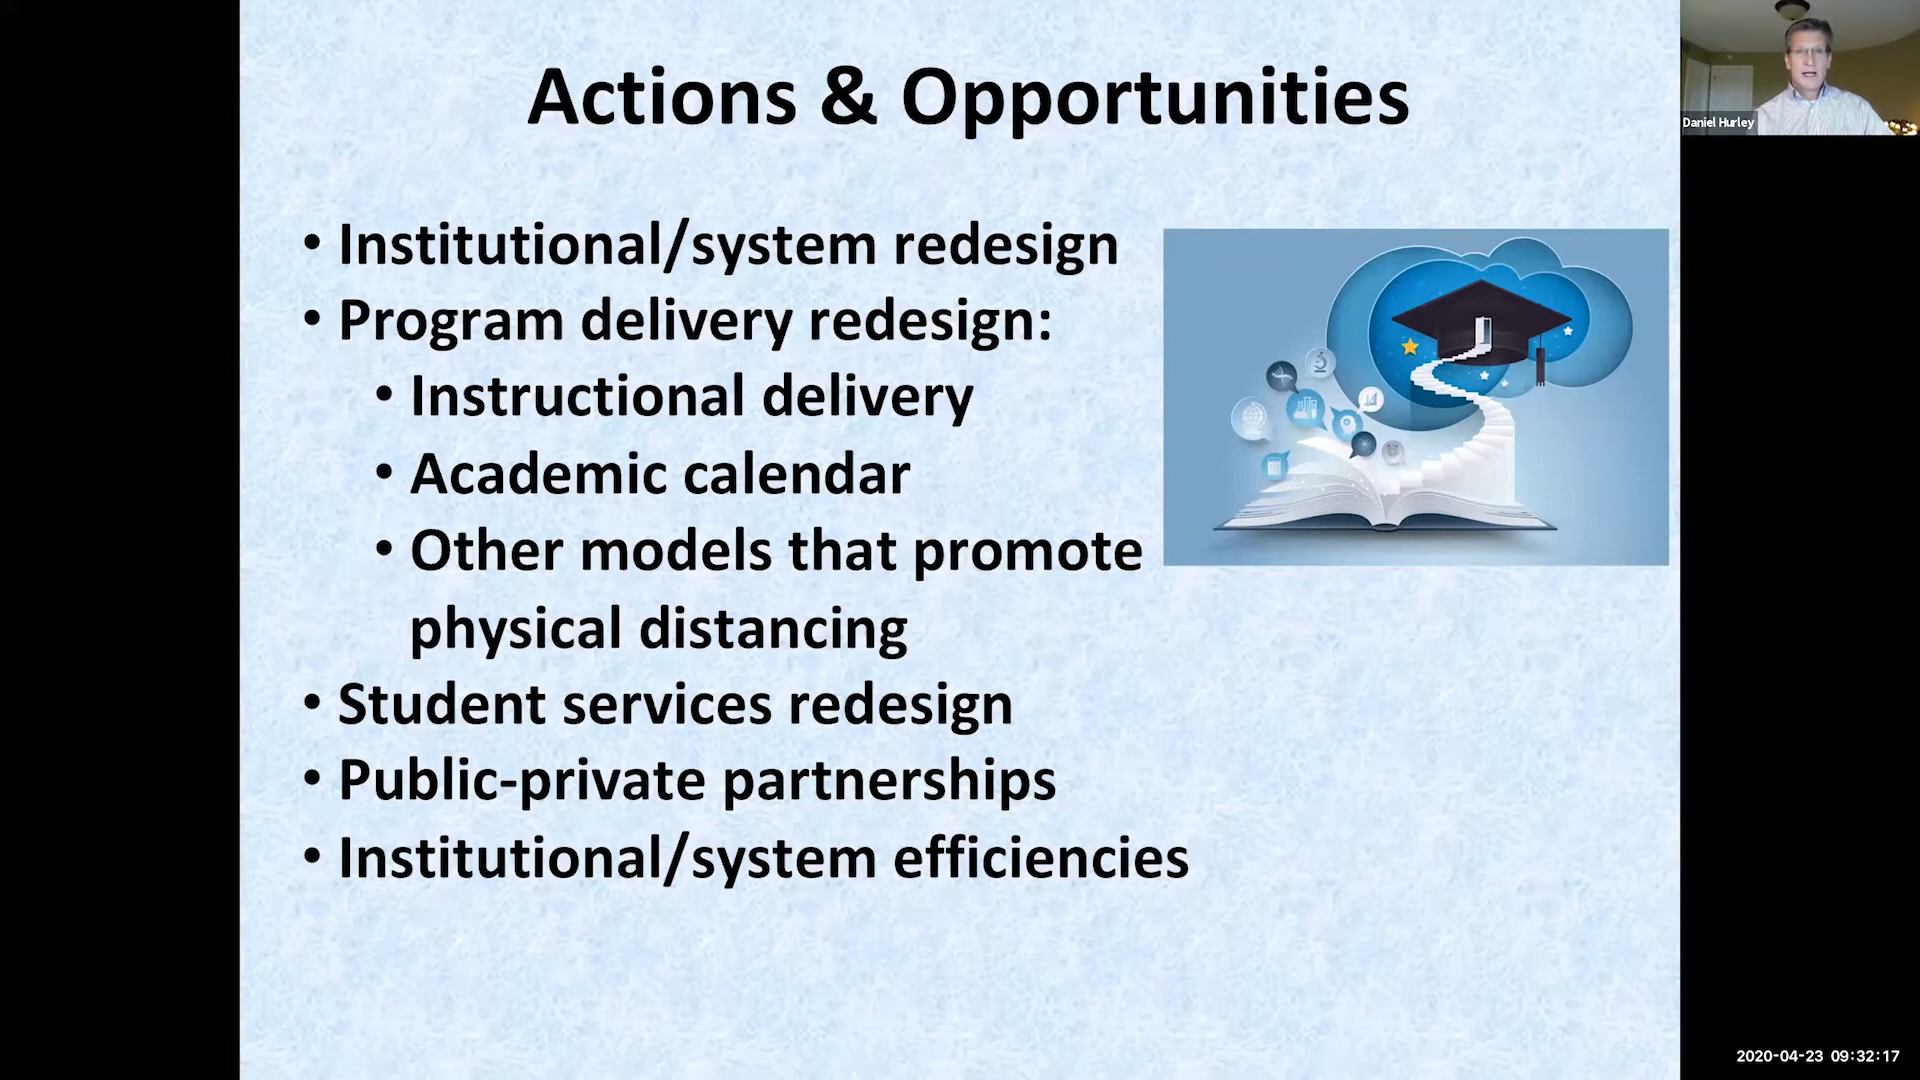 Actions & Opportunities
• Institutional/system redesign
• Program delivery redesign:
• Instructional delivery
• Academic calendar
• Other models that promote
physical distancing
• Student services redesign
• Public-private partnerships
• Institutional/system efficiencies
Daniel Hurley
2020-04-23 09:32:17